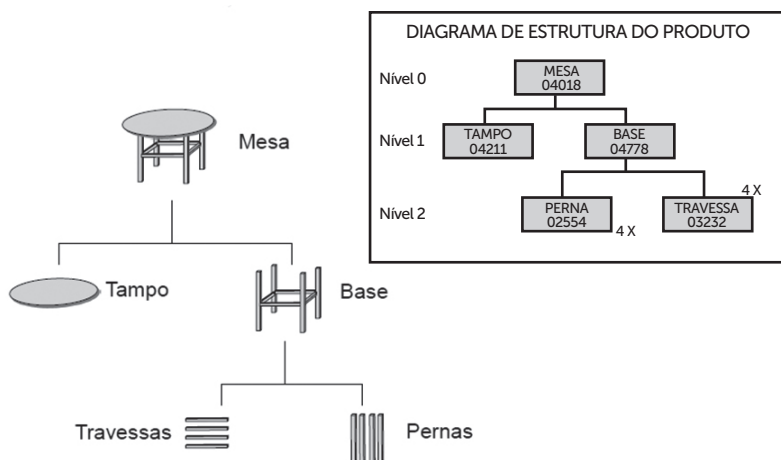 DIAGRAMA DE ESTRUTURA DO PRODUTO
Nível 0
MESA
04018
Nível 1
TAMPO
04211
BASE
04778
Nível 2
PERNA
02554
4 X
TRAVESSA
03232
4 X
Mesa
Tampo
Base
Travessas
Pernas